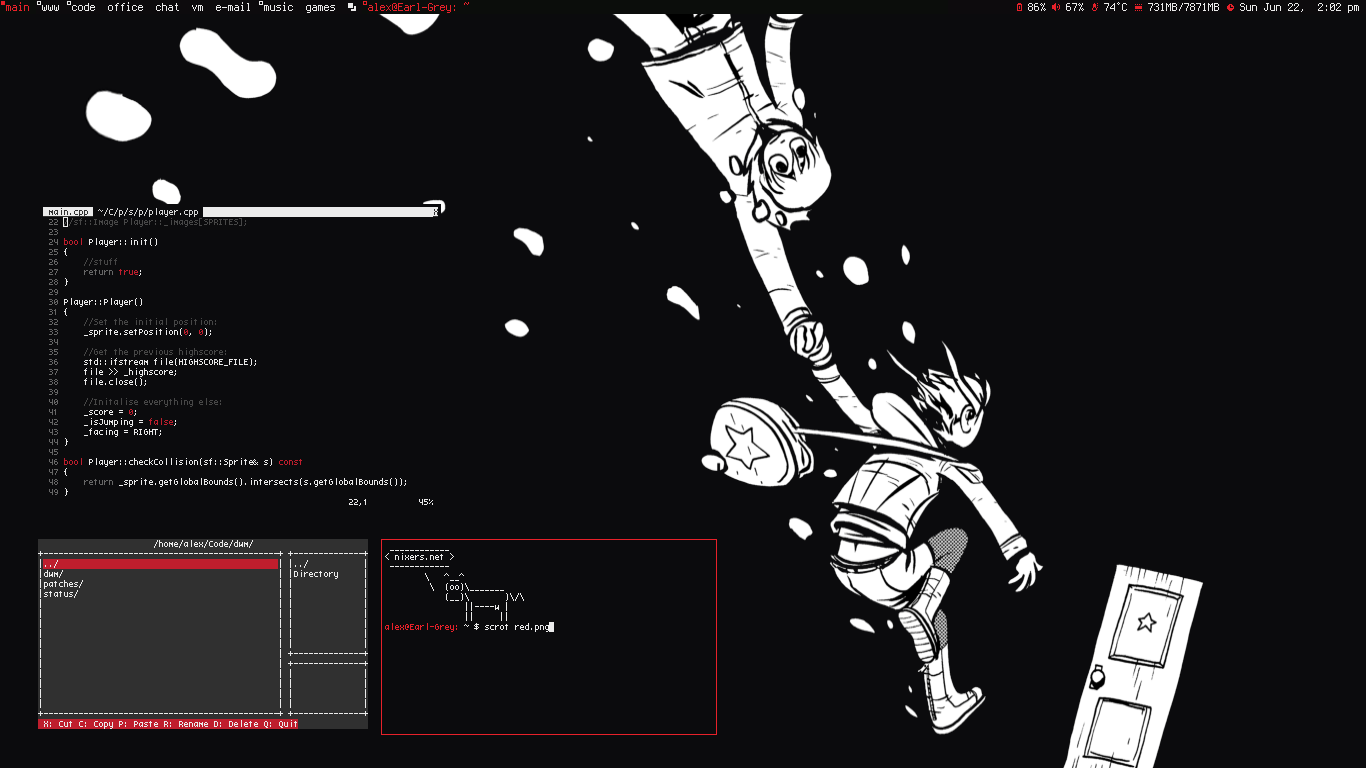 main www code office chat vm e-mail music games alex@Earl-Grey: ~ 86% 67% 74°C 731MB/7871MB Sun Jun 22, 2:02 pm
main.cpp ~/C/p/s/p/player.cpp X
22 //sf::Image Player::_images[SPRITES];
23
24 bool Player::init()
25 {
26 //stuff
27 return true;
28 }
29
30 Player::Player()
31 {
32 //Set the initial position:
33 _sprite.setPosition(0, 0);
34
35 //Get the previous highscore:
36 std::ifstream file(HIGHSCORE_FILE);
37 file >> _highscore;
38 file.close();
39
40 //Initalise everything else:
41 _score = 0;
42 _isJumping = false;
43 _facing = RIGHT;
44 }
45
46 bool Player::checkCollision(sf::Sprite& s) const
47 {
48 return _sprite.getGlobalBounds().intersects(s.getGlobalBounds());
49 }
22,1 45%
/home/alex/Code/dwm/
../
dwm/
patches/
status/
../
Directory
X: Cut C: Copy P: Paste R: Rename D: Delete Q: Quit
____________
< nixers.net >
------------
\ ^__^
\ (oo)\_______
(__)\ )\/\
||----w |
|| ||
alex@Earl-Grey: ~ $ scrot red.png